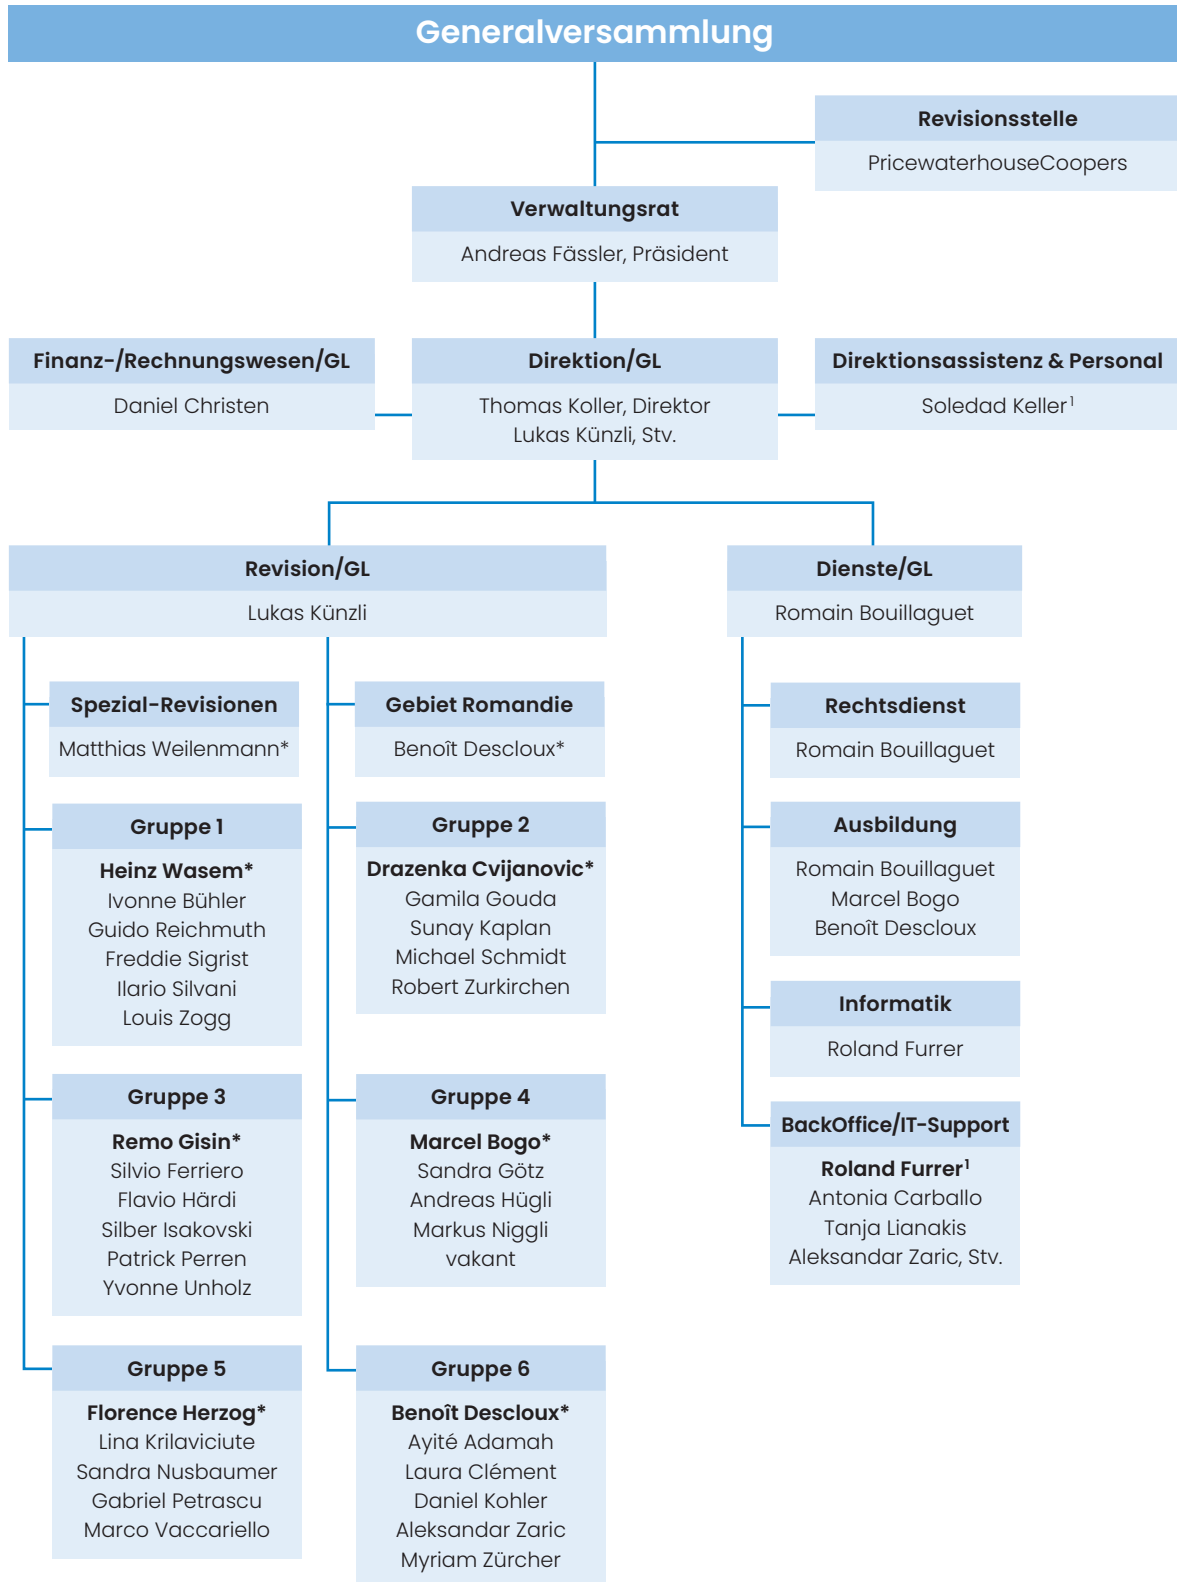 Generalversammlung
Revisionsstelle
PricewaterhouseCoopers
Verwaltungsrat
Andreas Fässler, Präsident
Finanz-/Rechnungswesen/GL
Daniel Christen
Direktion/GL
Thomas Koller, Direktor
Lukas Künzli, Stv.
Direktionsassistenz & Personal
Soledad Keller¹
Revision/GL
Lukas Künzli
Dienste/GL
Romain Bouillaguet
Spezial-Revisionen
Matthias Weilenmann*
Gebiet Romandie
Benoît Descloux*
Gruppe 1
Heinz Wasem*
Ivonne Bühler
Guido Reichmuth
Freddie Sigrist
Ilario Silvani
Louis Zogg
Gruppe 2
Drazenka Cvijanovic*
Gamila Gouda
Sunay Kaplan
Michael Schmidt
Robert Zurkirchen
Gruppe 3
Remo Gisin*
Silvio Ferriero
Flavio Härdi
Silber Isakovski
Patrick Perren
Yvonne Unholz
Gruppe 4
Marcel Bogo*
Sandra Götz
Andreas Hügli
Markus Niggli
vakant
Gruppe 5
Florence Herzog*
Lina Krilaviciute
Sandra Nusbaumer
Gabriel Petrascu
Marco Vaccariello
Gruppe 6
Benoît Descloux*
Ayité Adamah
Laura Clément
Daniel Kohler
Aleksandar Zaric
Myriam Zürcher
Rechtsdienst
Romain Bouillaguet
Ausbildung
Romain Bouillaguet
Marcel Bogo
Benoît Descloux
Informatik
Roland Furrer
BackOffice/IT-Support
Roland Furrer¹
Antonia Carballo
Tanja Lianakis
Aleksandar Zaric, Stv.